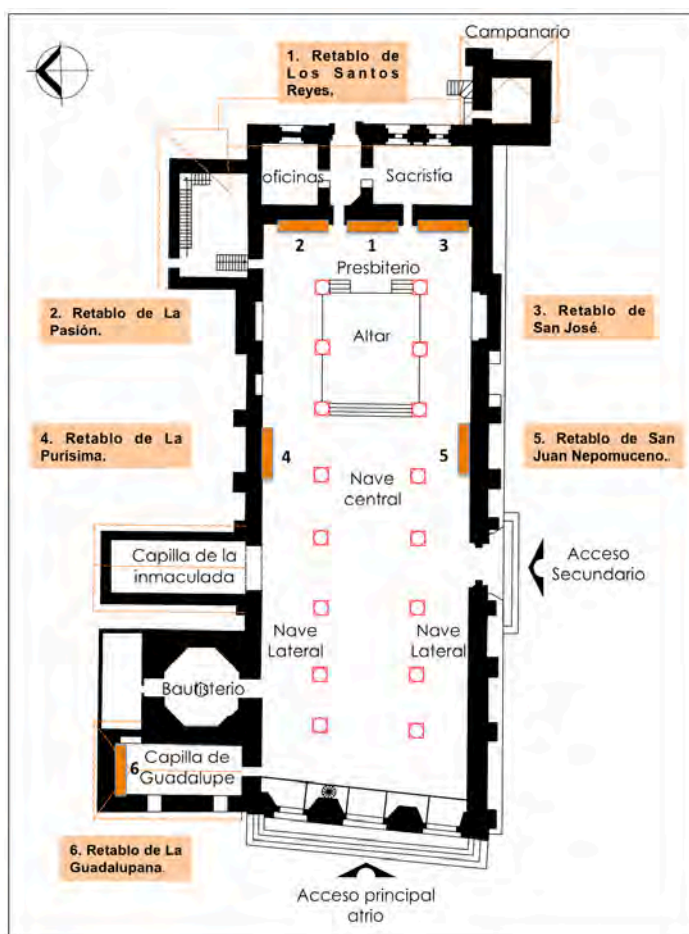 Campanario
1. Retablo de
Los Santos
Reyes.
oficinas
Sacristía
2
1
3
Presbiterio
2. Retablo de La
Pasión.
Altar
3. Retablo de
San José.
4. Retablo de La
Purisima.
4
5
5. Retablo de San
Juan Nepomuceno..
Nave
central
Capilla de la
inmaculada
Acceso
Secundario
Nave
Lateral
Nave
Lateral
Bautisterio
6
Capilla de
Guadalupe
6. Retablo de La
Guadalupana.
Acceso principal
atrio